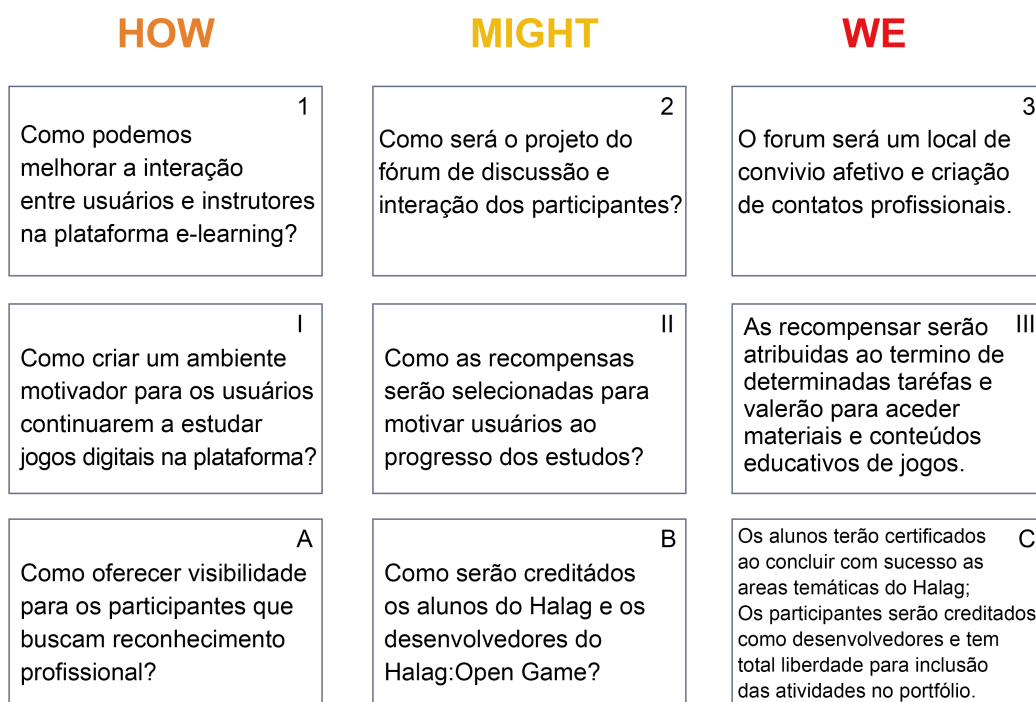 HOW
MIGHT
WE
1
Como podemos
melhorar a interação
entre usuários e instrutores
na plataforma e-learning?
2
Como será o projeto do
fórum de discussão e
interação dos participantes?
3
O forum será um local de
convivio afetivo e criação
de contatos profissionais.
I
Como criar um ambiente
motivador para os usuários
continuarem a estudar
jogos digitais na plataforma?
II
Como as recompensas
serão selecionadas para
motivar usuários ao
progresso dos estudos?
III
As recompensar serão
atribuidas ao termino de
determinadas taréfas e
valerão para aceder
materiais e conteúdos
educativos de jogos.
A
Como oferecer visibilidade
para os participantes que
buscam reconhecimento
profissional?
B
Como serão creditádos
os alunos do Halag e os
desenvolvedores do
Halag:Open Game?
C
Os alunos terão certificados
ao concluir com sucesso as
areas temáticas do Halag;
Os participantes serão creditados
como desenvolvedores e tem
total liberdade para inclusão
das atividades no portfólio.